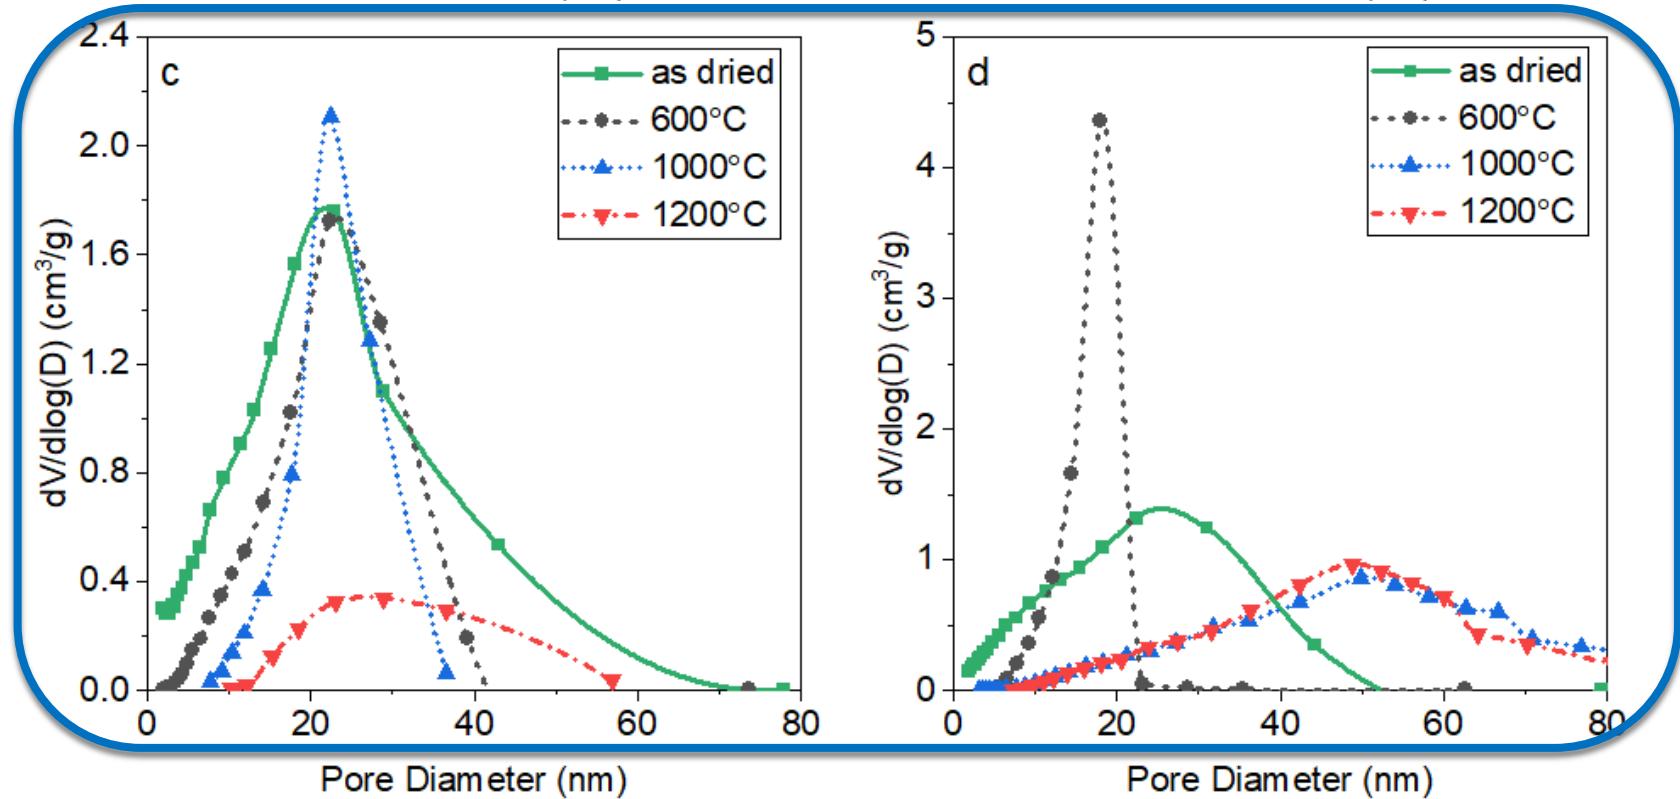 c
as dried
600°C
1000°C
1200°C
2.4
2.0
1.6
1.2
0.8
0.4
0.0
dV/dlog(D) (cm³/g)
0 20 40 60 80
Pore Diameter (nm)
d
as dried
600°C
1000°C
1200°C
5
4
3
2
1
0
dV/dlog(D) (cm³/g)
0 20 40 60 80
Pore Diameter (nm)